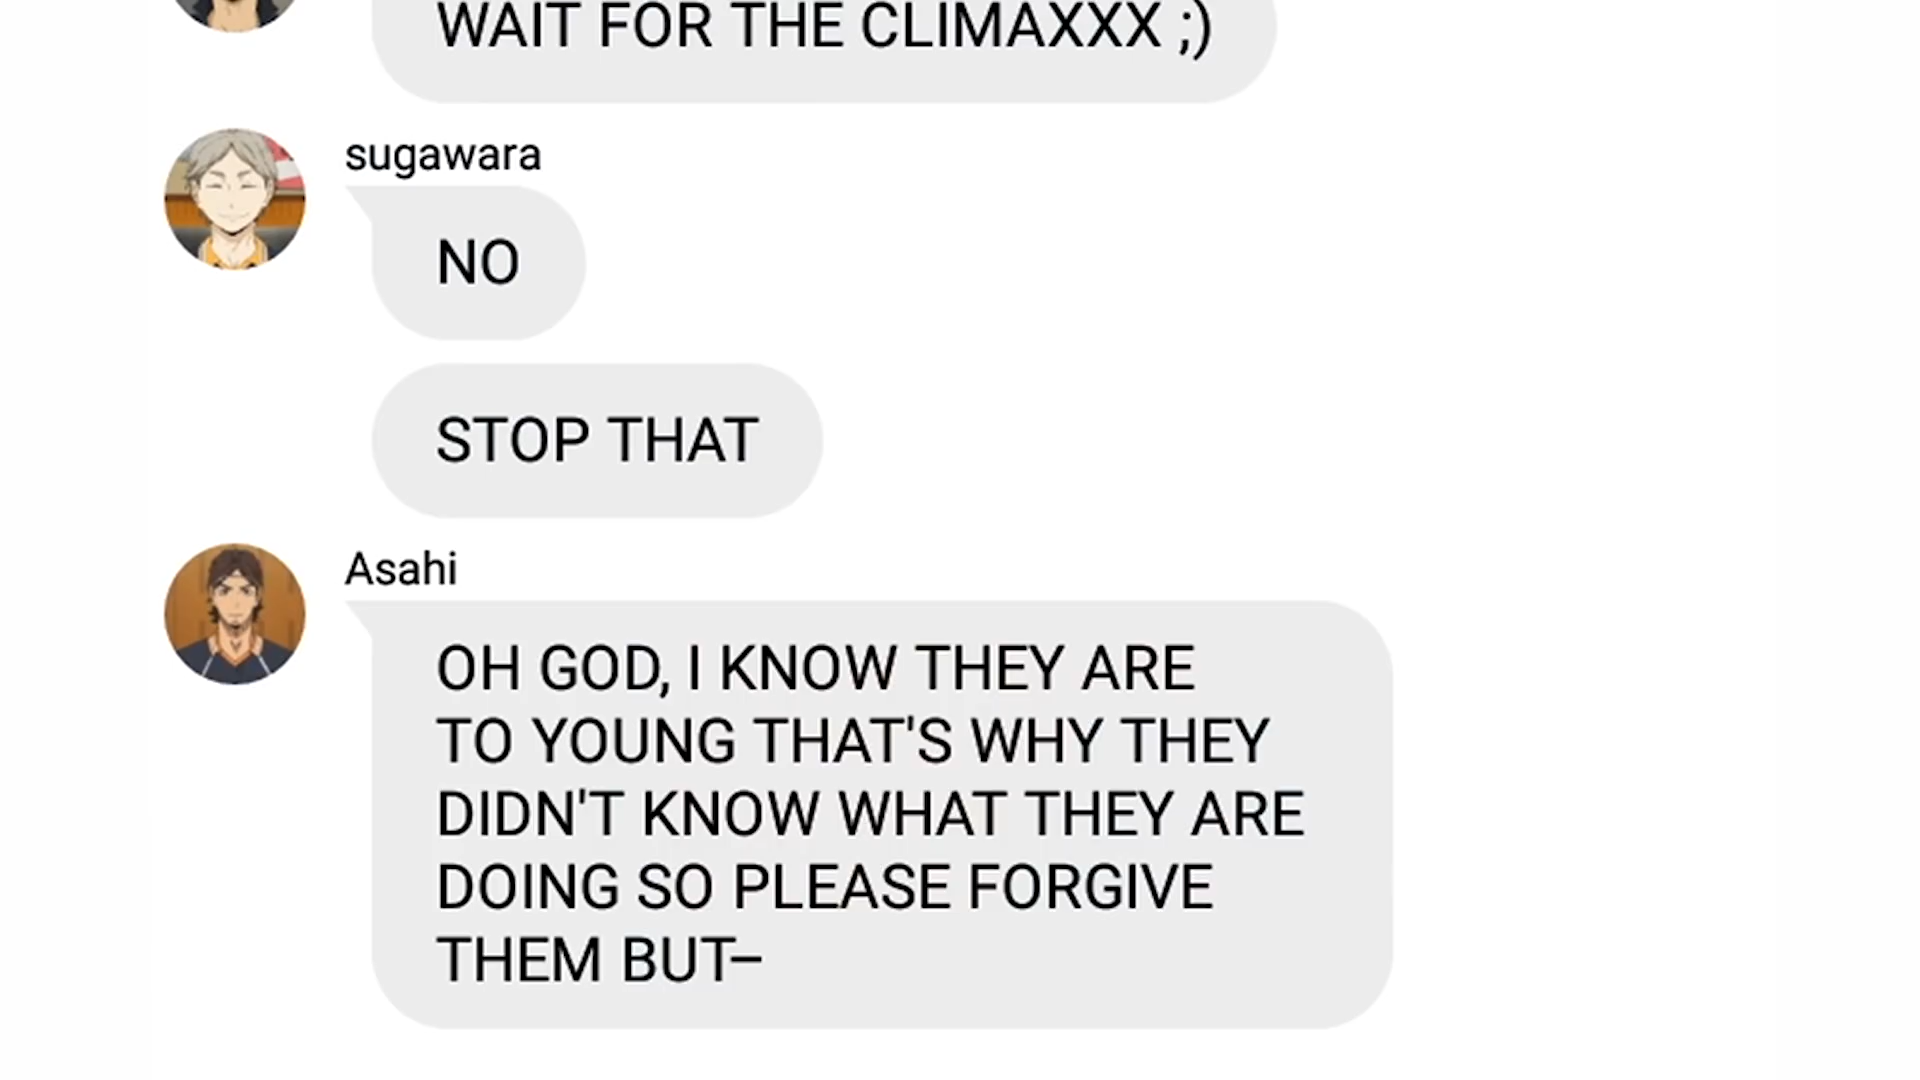 WAIT FOR THE CLIMAXXX ;)
sugawara
NO
STOP THAT
Asahi
OH GOD, I KNOW THEY ARE
TO YOUNG THAT'S WHY THEY
DIDN'T KNOW WHAT THEY ARE
DOING SO PLEASE FORGIVE
THEM BUT–